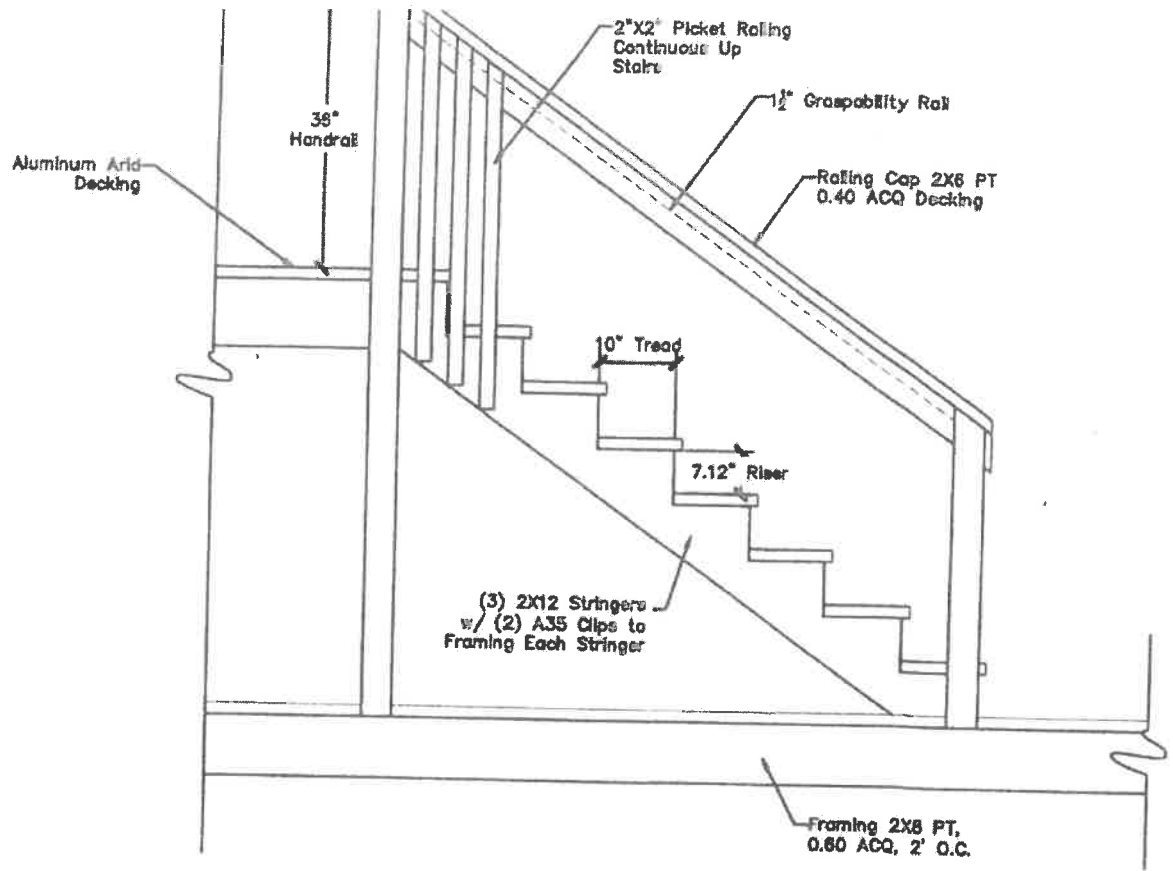 2"X2" Picket Railing
Continuous Up
Stairs
1½" Graspability Rail
36"
Handrail
Aluminum Arid
Decking
Railing Cap 2X6 PT
0.40 ACQ Decking
10" Tread
7.12" Riser
(3) 2X12 Stringers
w/ (2) A35 Clips to
Framing Each Stringer
Framing 2X8 PT,
0.60 ACQ, 2' O.C.